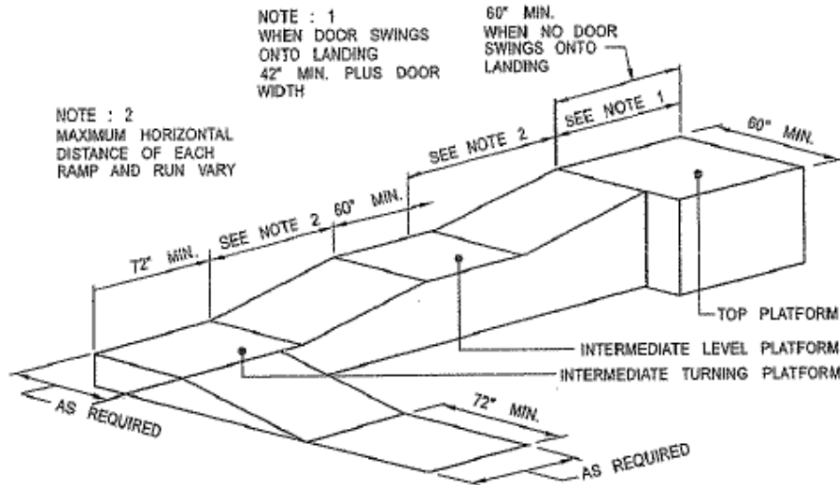 NOTE : 1
WHEN DOOR SWINGS
ONTO LANDING
42" MIN. PLUS DOOR
WIDTH
60" MIN.
WHEN NO DOOR
SWINGS ONTO
LANDING
NOTE : 2
MAXIMUM HORIZONTAL
DISTANCE OF EACH
RAMP AND RUN VARY
SEE NOTE 1
60" MIN.
SEE NOTE 2
60" MIN.
SEE NOTE 2
72" MIN.
TOP PLATFORM
INTERMEDIATE LEVEL PLATFORM
INTERMEDIATE TURNING PLATFORM
72" MIN.
AS REQUIRED
AS REQUIRED